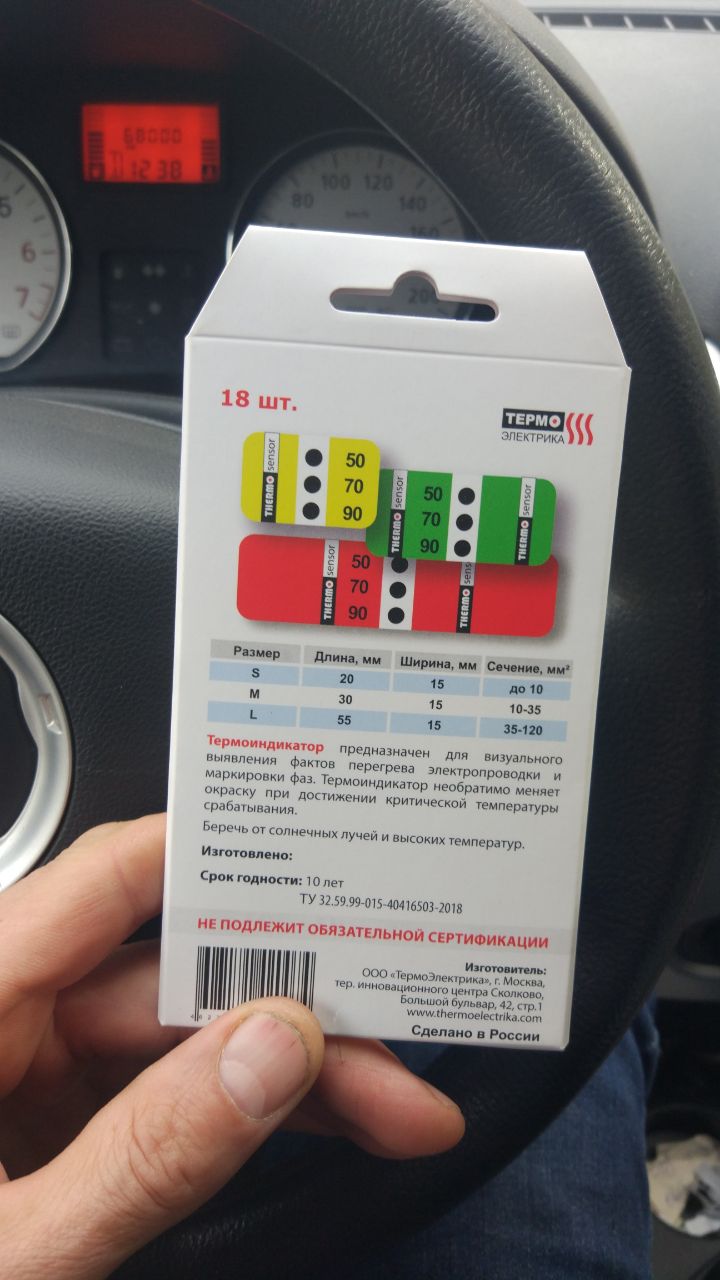 68000
1238
5
6
7
80
100
120
140
160
200
18 шт.
ТЕРМО
ЭЛЕКТРИКА
THERMO sensor
50
70
90
THERMO sensor
50
70
90
THERMO sensor
THERMO sensor
50
70
90
THERMO
Размер Длина, мм Ширина, мм Сечение, мм²
S 20 15 до 10
M 30 15 10-35
L 55 15 35-120
Термоиндикатор предназначен для визуального
выявления фактов перегрева электропроводки и
маркировки фаз. Термоиндикатор необратимо меняет
окраску при достижении критической температуры
срабатывания.
Беречь от солнечных лучей и высоких температур.
Изготовлено:
Срок годности: 10 лет
ТУ 32.59.99-015-40416503-2018
НЕ ПОДЛЕЖИТ ОБЯЗАТЕЛЬНОЙ СЕРТИФИКАЦИИ
Изготовитель:
ООО «ТермоЭлектрика», г. Москва,
тер. инновационного центра Сколково,
Большой бульвар, 42, стр.1
www.thermoelectrika.com
Сделано в России